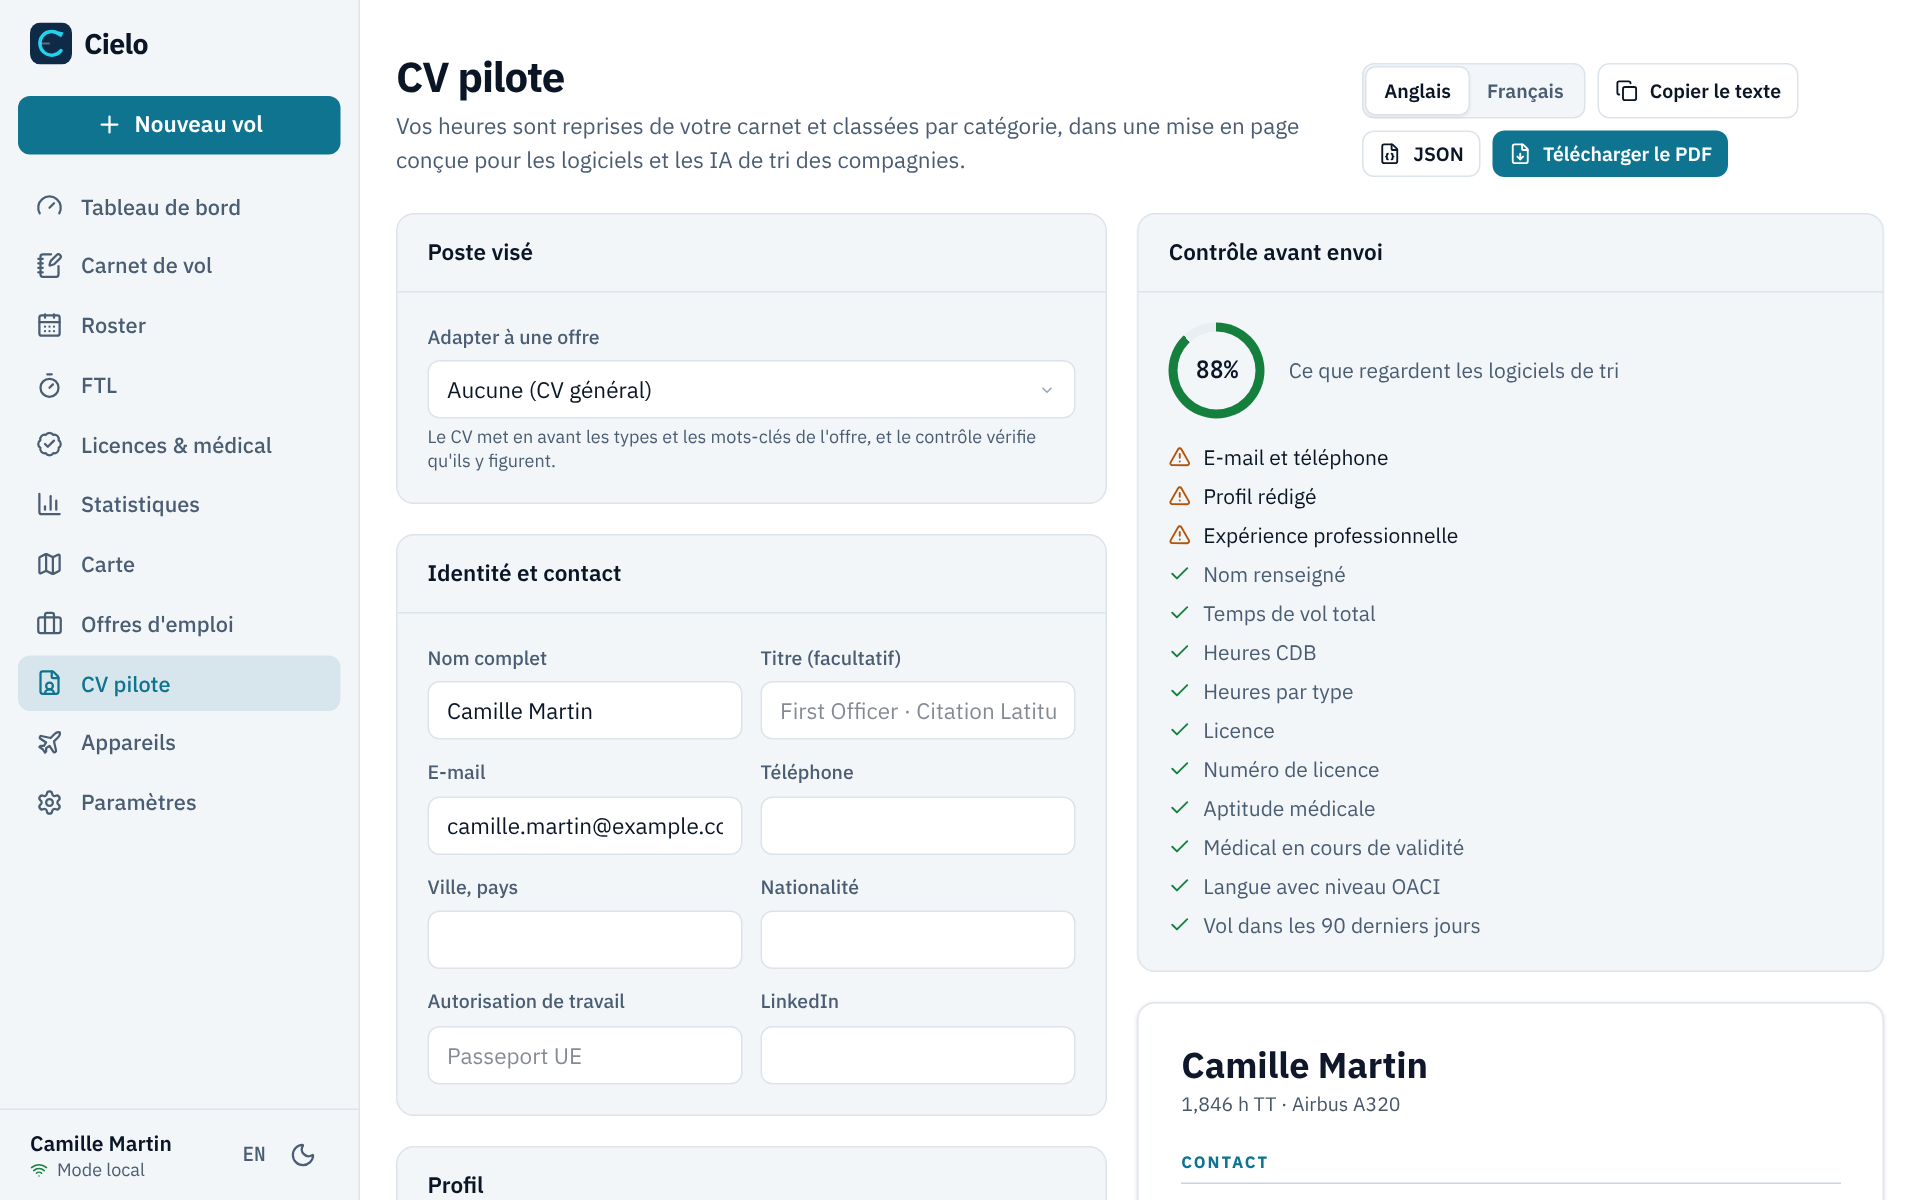 Cielo
Nouveau vol
Tableau de bord
Carnet de vol
Roster
FTL
Licences & médical
Statistiques
Carte
Offres d'emploi
CV pilote
Appareils
Paramètres
Camille Martin
Mode local
EN
CV pilote
Vos heures sont reprises de votre carnet et classées par catégorie, dans une mise en page
conçue pour les logiciels et les IA de tri des compagnies.
Anglais
Français
Copier le texte
JSON
Télécharger le PDF
Poste visé
Adapter à une offre
Aucune (CV général)
Le CV met en avant les types et les mots-clés de l'offre, et le contrôle vérifie
qu'ils y figurent.
Identité et contact
Nom complet
Titre (facultatif)
Camille Martin
First Officer · Citation Latitu
E-mail
Téléphone
camille.martin@example.cc
Ville, pays
Nationalité
Autorisation de travail
LinkedIn
Passeport UE
Profil
Contrôle avant envoi
88%
Ce que regardent les logiciels de tri
E-mail et téléphone
Profil rédigé
Expérience professionnelle
Nom renseigné
Temps de vol total
Heures CDB
Heures par type
Licence
Numéro de licence
Aptitude médicale
Médical en cours de validité
Langue avec niveau OACI
Vol dans les 90 derniers jours
Camille Martin
1,846 h TT · Airbus A320
CONTACT